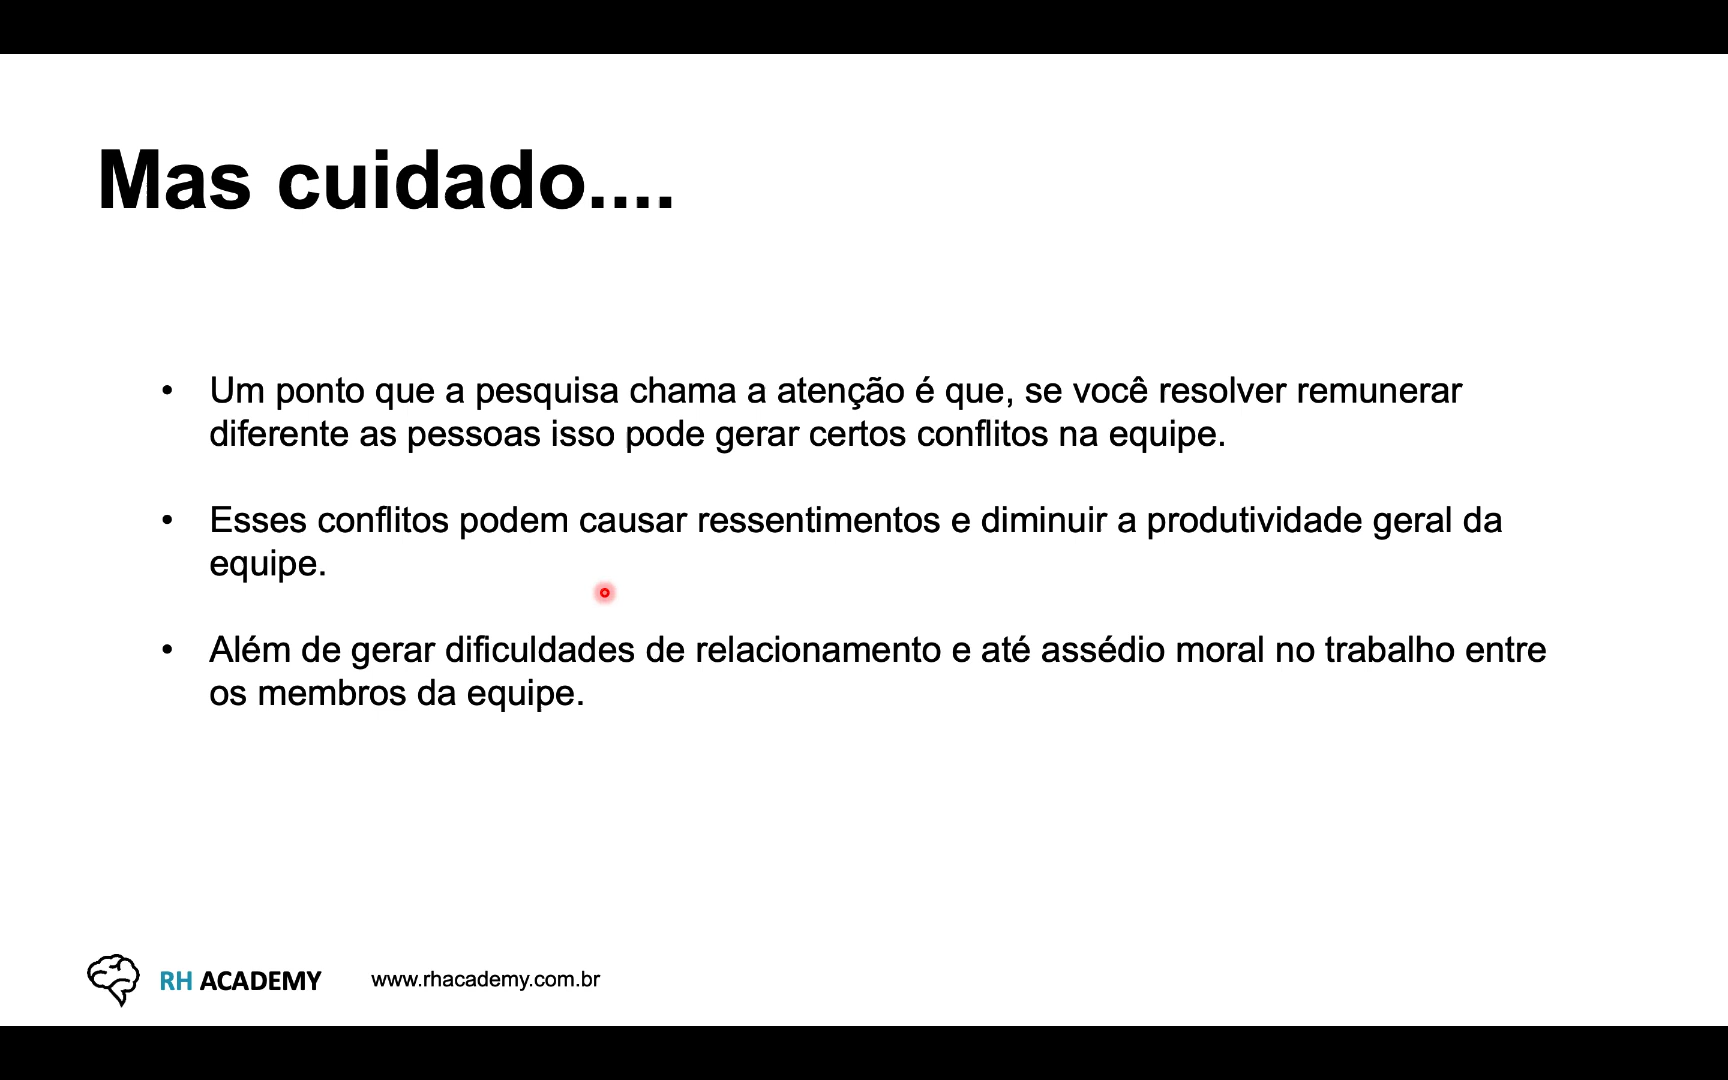 Mas cuidado....
• Um ponto que a pesquisa chama a atenção é que, se você resolver remunerar
diferente as pessoas isso pode gerar certos conflitos na equipe.
• Esses conflitos podem causar ressentimentos e diminuir a produtividade geral da
equipe.
• Além de gerar dificuldades de relacionamento e até assédio moral no trabalho entre
os membros da equipe.
RH ACADEMY www.rhacademy.com.br